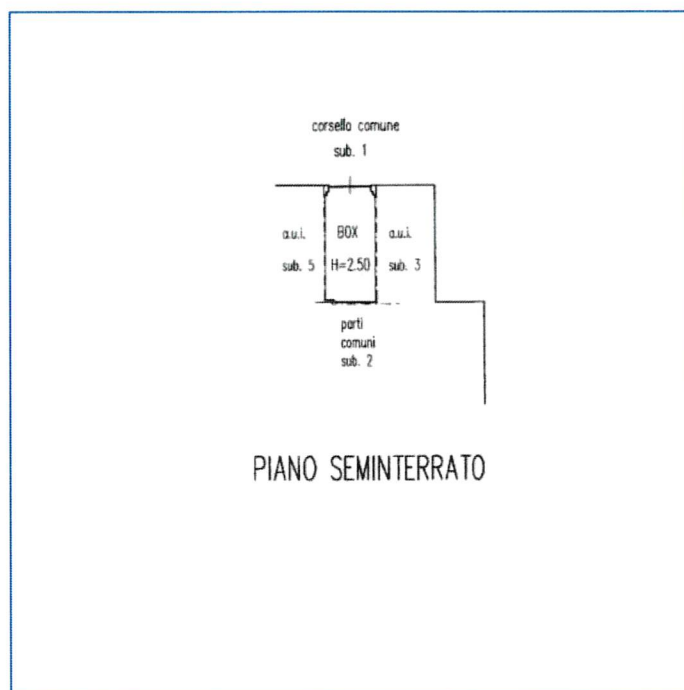 corsello comune
sub. 1
a.u.i. BOX a.u.i.
sub. 5 H=2.50 sub. 3
parti
comuni
sub. 2
PIANO SEMINTERRATO